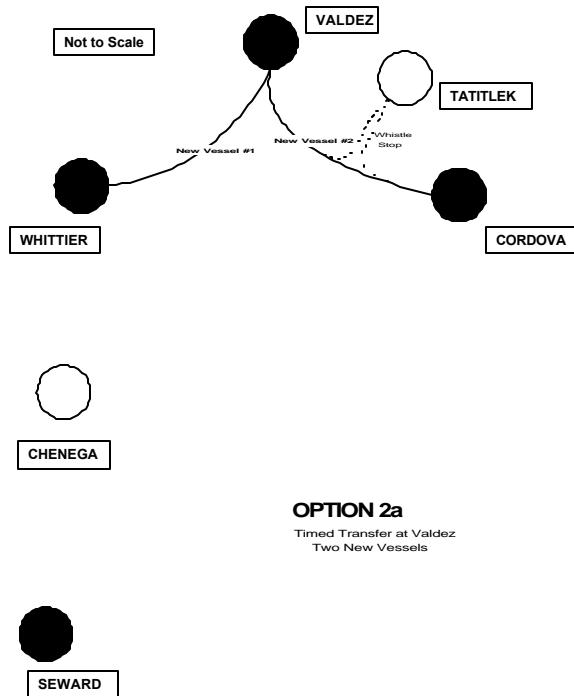 VALDEZ
Not to Scale
TATITLEK
New Vessel #1
New Vessel #2
Whistle
Stop
WHITTIER
CORDOVA
CHENEGA
OPTION 2a
Timed Transfer at Valdez
Two New Vessels
SEWARD